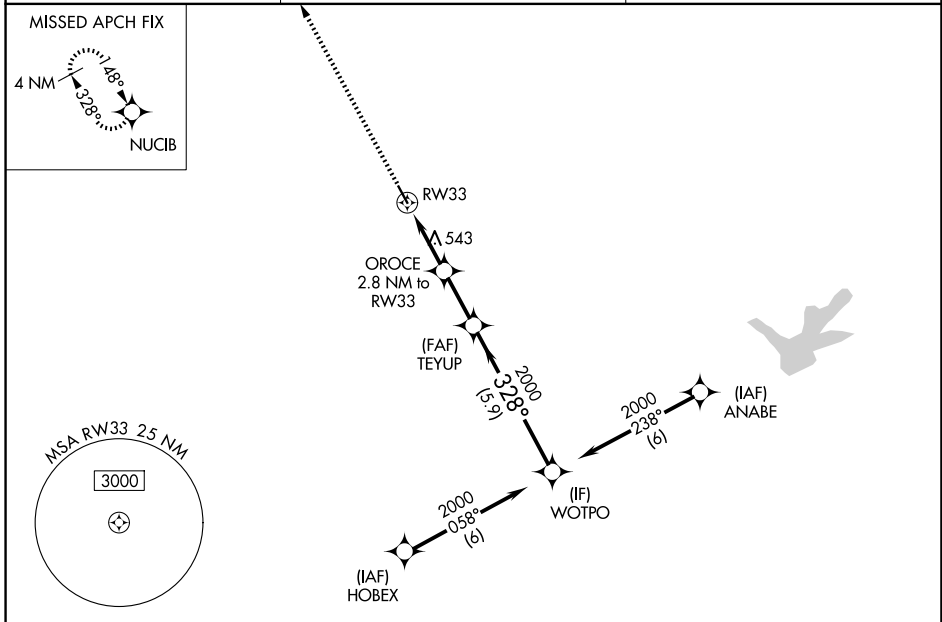 MISSED APCH FIX
4 NM
148°
328°
NUCIB
RW33
543
OROCE
2.8 NM to
RW33
(FAF)
TEYUP
2000
328°
(5.9)
(IAF)
ANABE
2000
238°
(6)
(IF)
WOTPO
MSA RW33 25 NM
3000
2000
058°
(6)
(IAF)
HOBEX